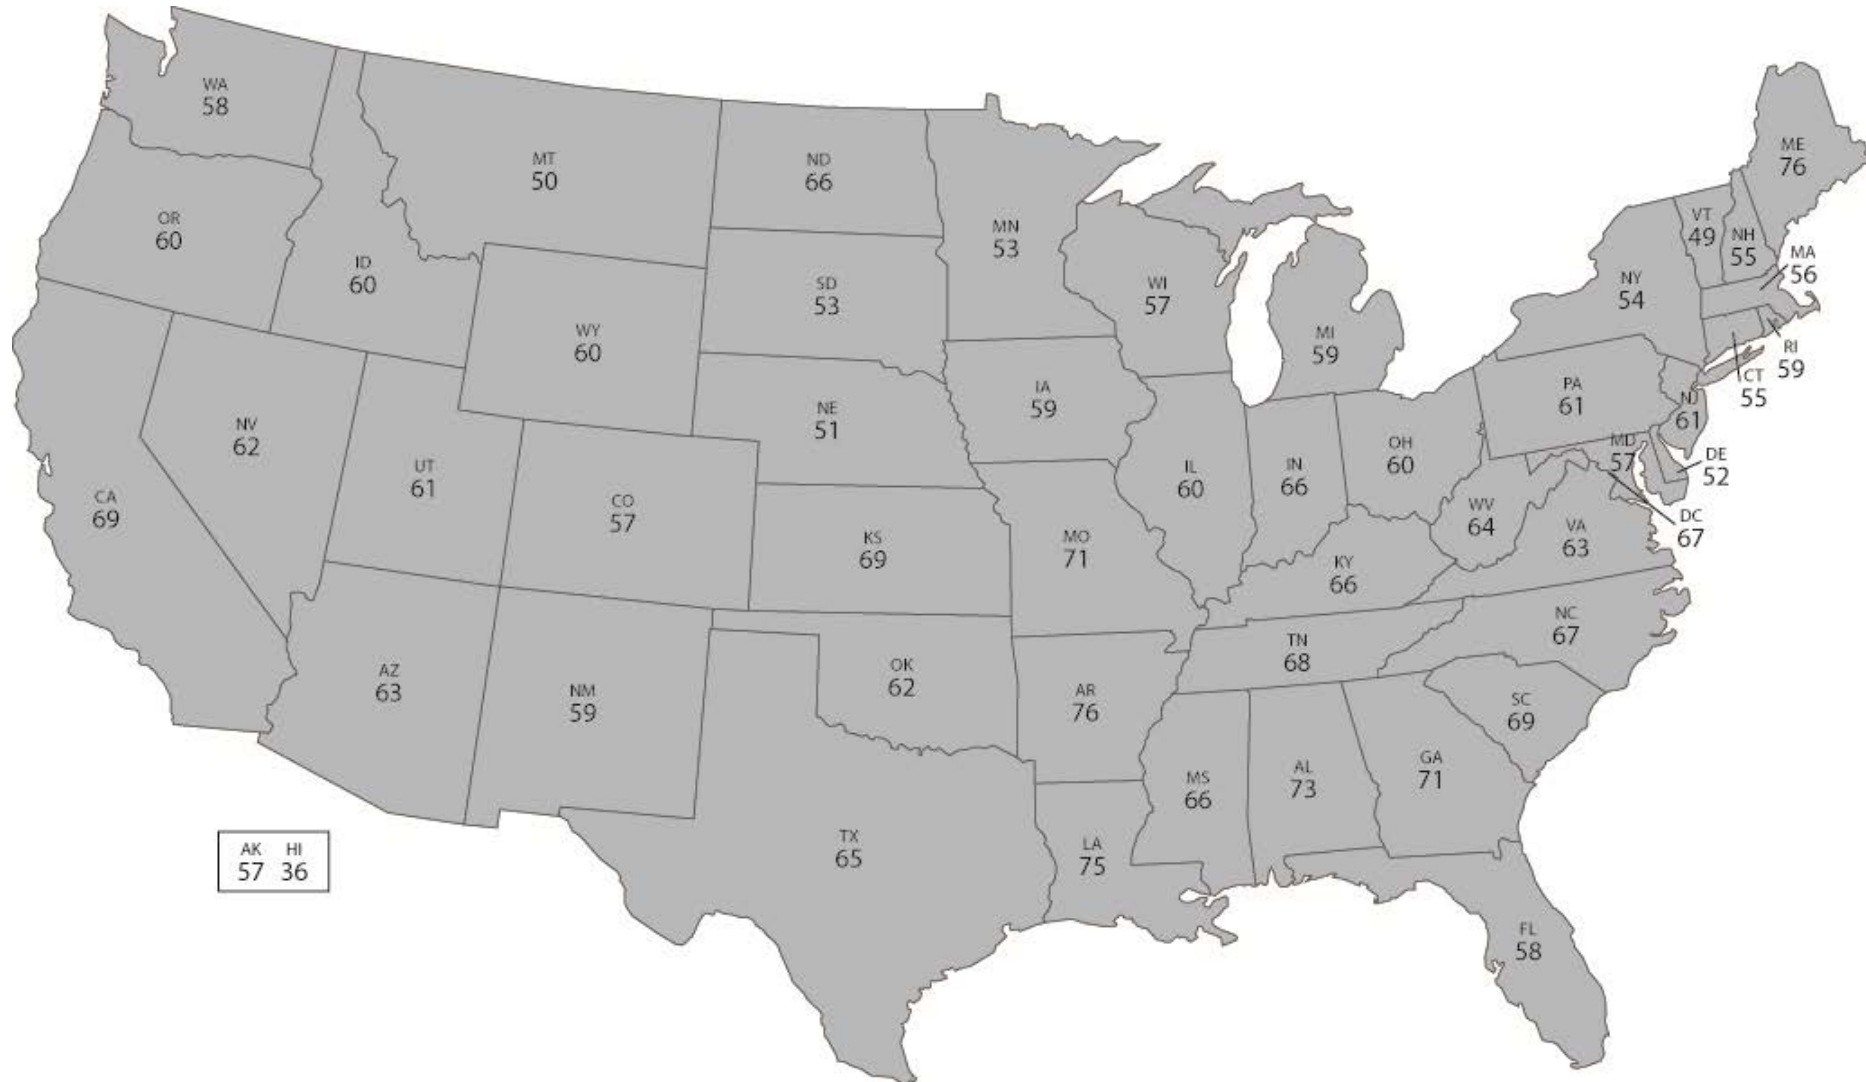 WA
58
MT
50
ND
66
ME
76
OR
60
ID
60
MN
53
VT
49
NH
55
MA
56
SD
53
WI
57
NY
54
WY
60
MI
59
RI
59
CT
55
NE
51
IA
59
PA
61
NJ
61
NV
62
UT
61
CO
57
IL
60
IN
66
OH
60
MD
57
DE
52
CA
69
KS
69
MO
71
WV
64
VA
63
DC
67
KY
66
AZ
63
NM
59
OK
62
AR
76
TN
68
NC
67
SC
69
MS
66
AL
73
GA
71
TX
65
LA
75
AK HI
57 36
FL
58